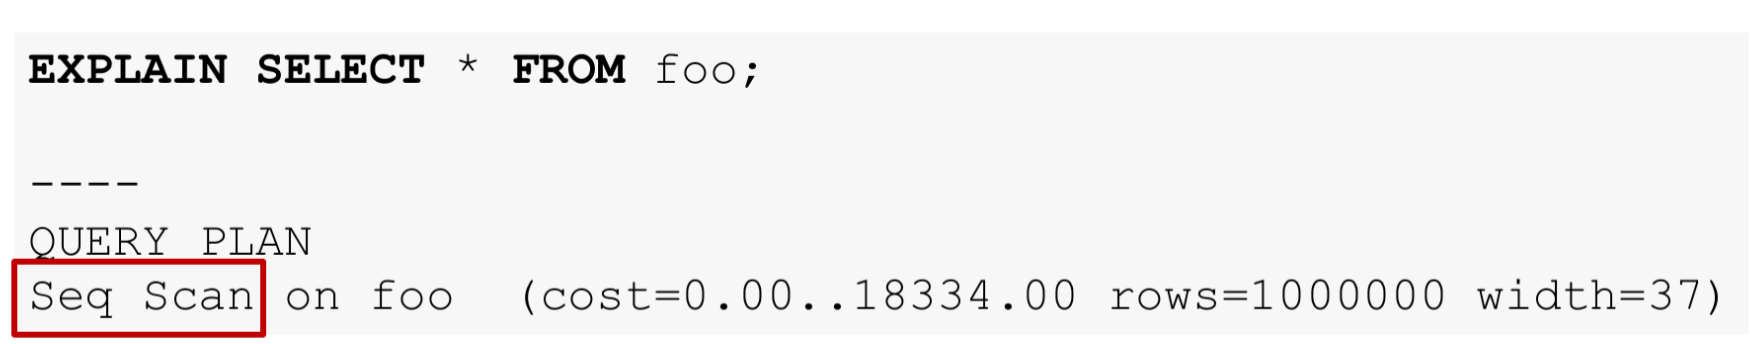 EXPLAIN SELECT * FROM foo;
----
QUERY PLAN
Seq Scan on foo  (cost=0.00..18334.00 rows=1000000 width=37)